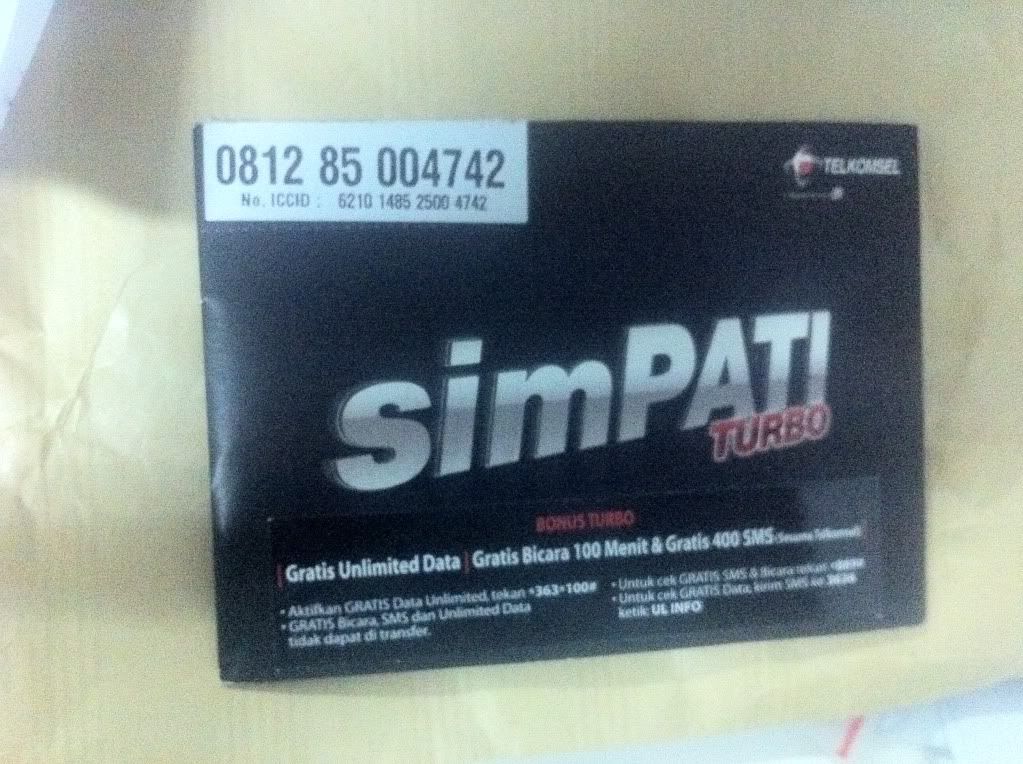 0812 85 004742
No. ICCID : 6210 1485 2500 4742
TELKOMSEL
simPATI
TURBO
BONUS TURBO
Gratis Unlimited Data | Gratis Bicara 100 Menit & Gratis 400 SMS (Sesama Telkomsel)
• Aktifkan GRATIS Data Unlimited, tekan *363*100#
• GRATIS Bicara, SMS dan Unlimited Data
tidak dapat di transfer.
• Untuk cek GRATIS SMS & Bicara tekan
• Untuk cek GRATIS Data, kirim SMS ke 3636
ketik UL INFO